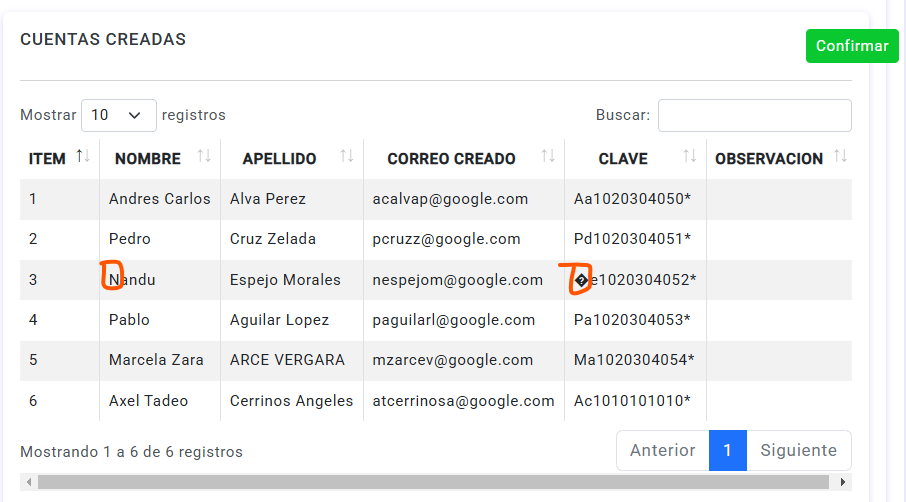 CUENTAS CREADAS
Confirmar
Mostrar 10 registros
Buscar:
ITEM NOMBRE APELLIDO CORREO CREADO CLAVE OBSERVACION
1 Andres Carlos Alva Perez acalvap@google.com Aa1020304050*
2 Pedro Cruz Zelada pcruzz@google.com Pd1020304051*
3 Nandu Espejo Morales nespejom@google.com �e1020304052*
4 Pablo Aguilar Lopez paguilarl@google.com Pa1020304053*
5 Marcela Zara ARCE VERGARA mzarcev@google.com Ma1020304054*
6 Axel Tadeo Cerrinos Angeles atcerrinosa@google.com Ac1010101010*
Mostrando 1 a 6 de 6 registros
Anterior 1 Siguiente